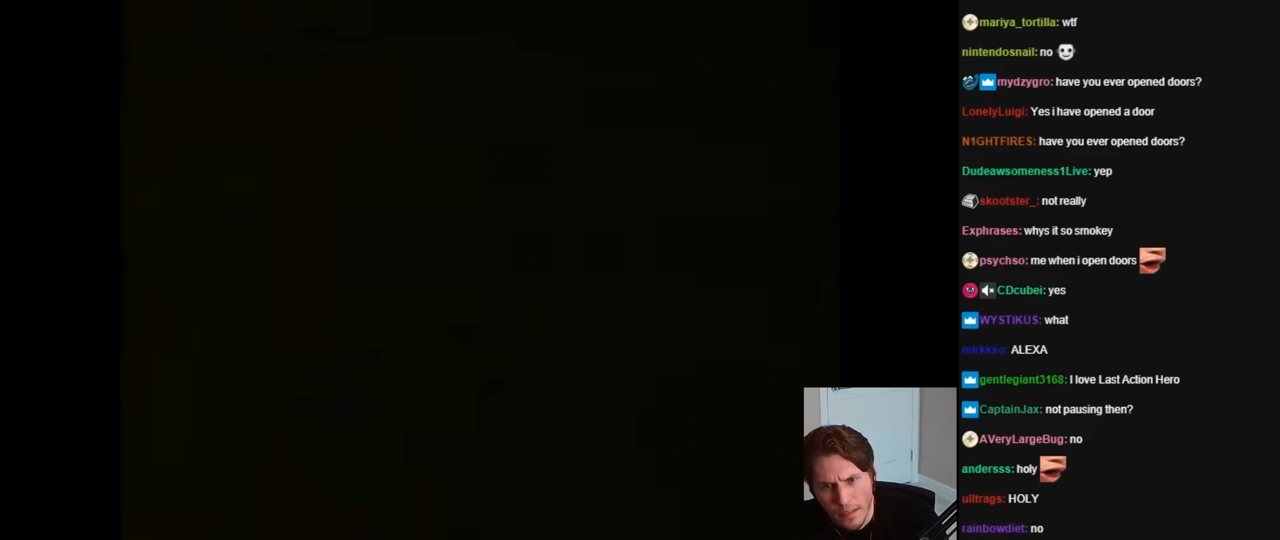 mariya_tortilla: wtf
nintendosnail: no
mydzygro: have you ever opened doors?
LonelyLuigi: Yes i have opened a door
N1GHTFIRES: have you ever opened doors?
Dudeawsomeness1Live: yep
skootster_: not really
Exphrases: whys it so smokey
psychso: me when i open doors
CDcubei: yes
WYSTIKUS: what
mirkkso: ALEXA
gentlegiant3168: I love Last Action Hero
CaptainJax: not pausing then?
AVeryLargeBug: no
andersss: holy
ulltrags: HOLY
rainbowdiet: no